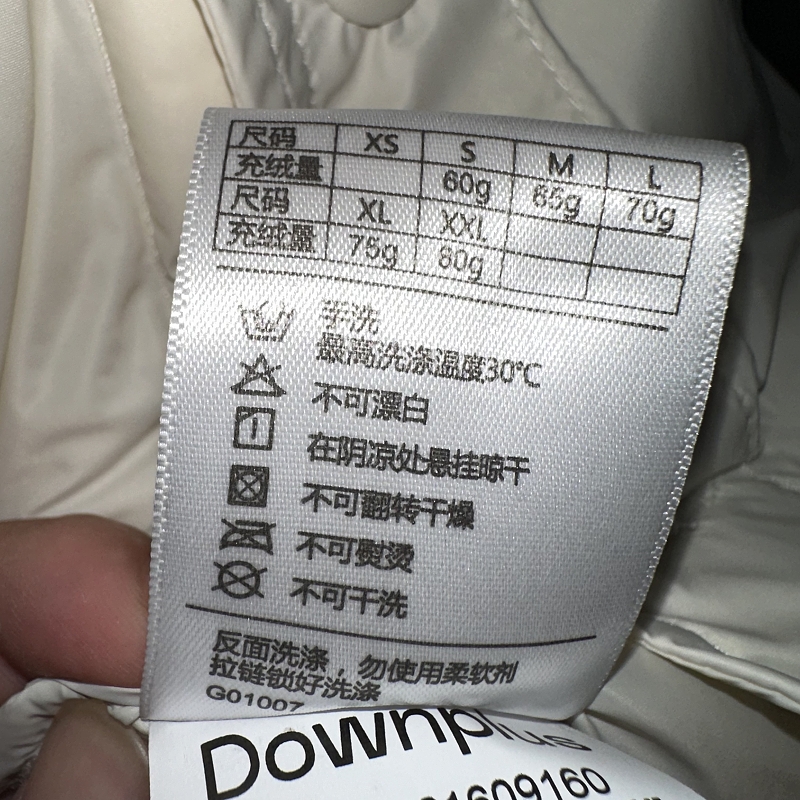 尺码 XS S M L
充绒量 60g 65g 70g
尺码 XL XXL
充绒量 75g 80g
手洗
最高洗涤温度30℃
不可漂白
在阴凉处悬挂晾干
不可翻转干燥
不可熨烫
不可干洗
反面洗涤，勿使用柔软剂
拉链锁好洗涤
G01007
Downplus
1609160